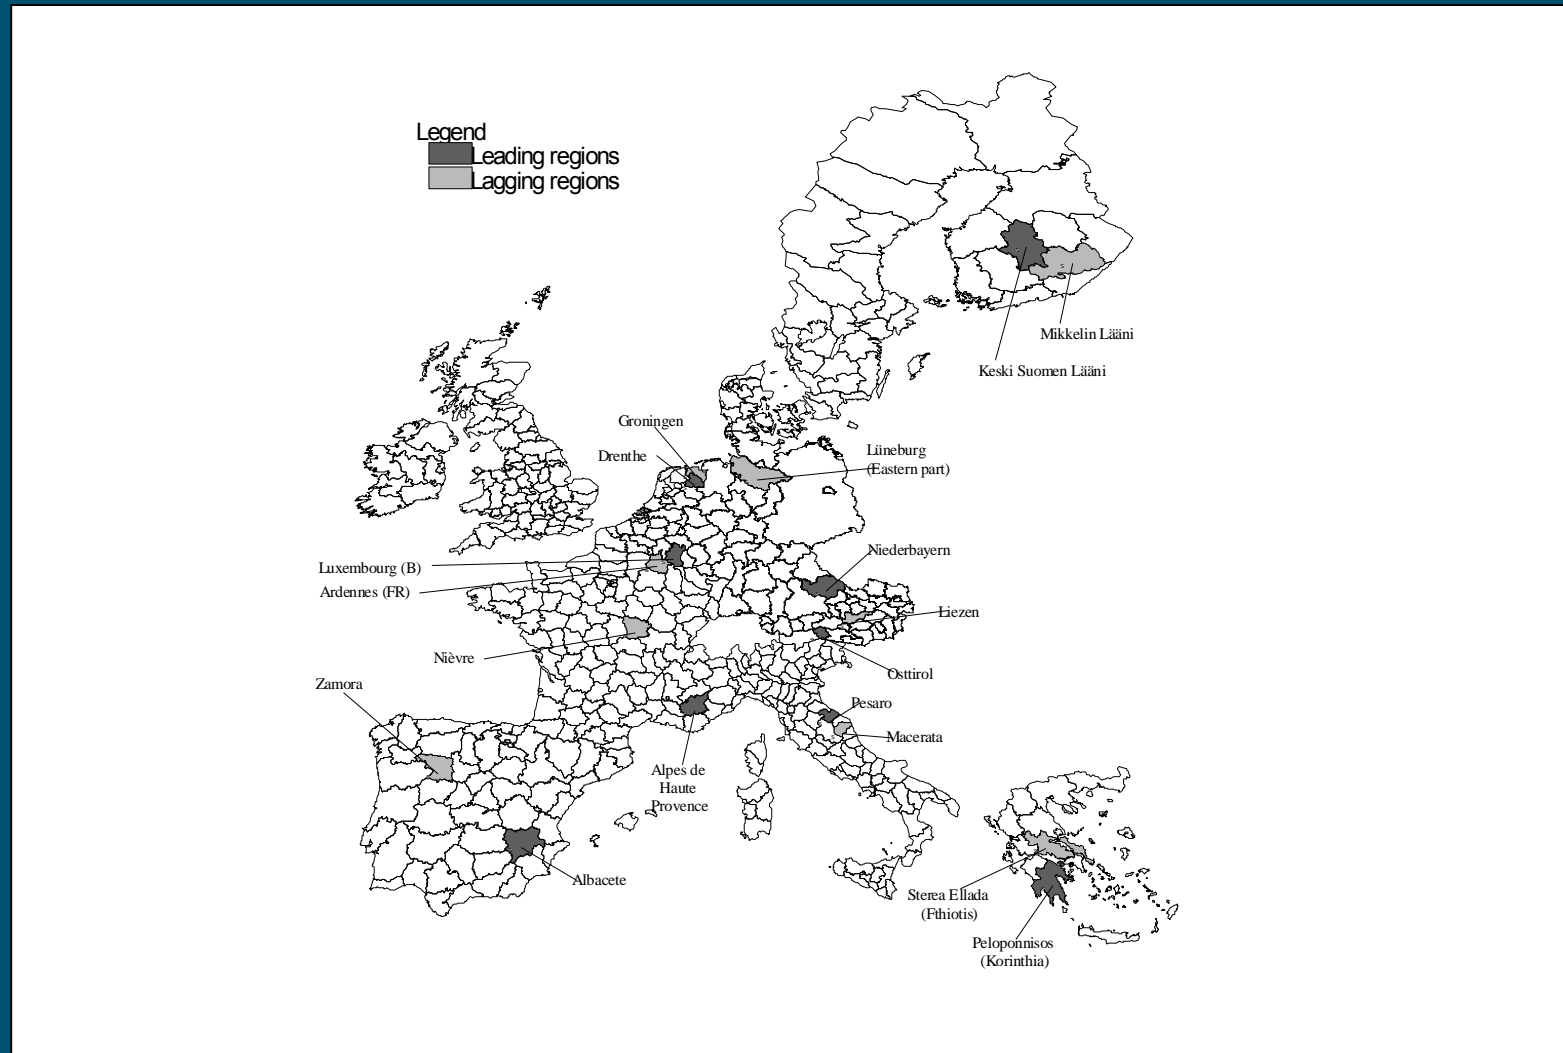 Legend
Leading regions
Lagging regions
Mikkelin Lääni
Keski Suomen Lääni
Groningen
Drenthe
Lüneburg
(Eastern part)
Niederbayern
Luxembourg (B)
Ardennes (FR)
Liezen
Nièvre
Osttirol
Zamora
Pesaro
Macerata
Alpes de
Haute
Provence
Albacete
Sterea Ellada
(Fthiotis)
Peloponnisos
(Korinthia)